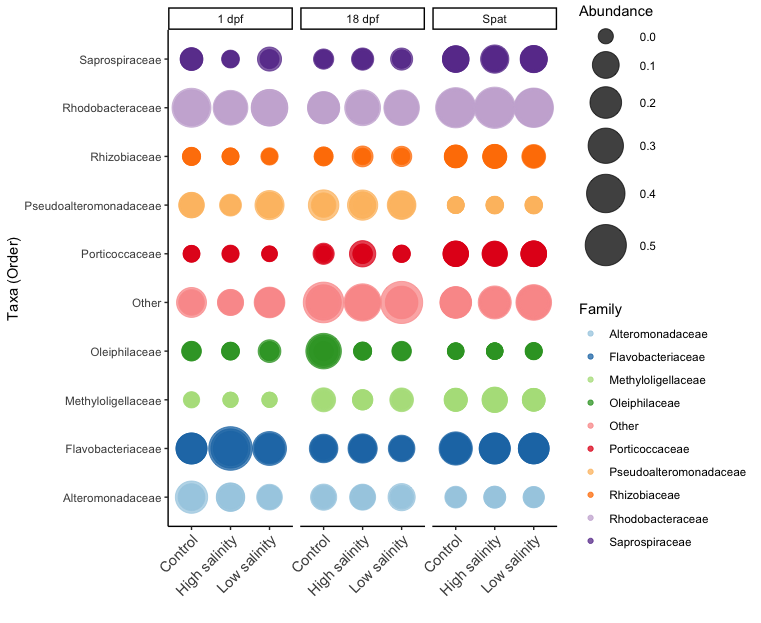 1 dpf
18 dpf
Spat
Taxa (Order)
Saprospiraceae
Rhodobacteraceae
Rhizobiaceae
Pseudoalteromonadaceae
Porticoccaceae
Other
Oleiphilaceae
Methyloligellaceae
Flavobacteriaceae
Alteromonadaceae
Control
High salinity
Low salinity
Control
High salinity
Low salinity
Control
High salinity
Low salinity
Abundance
0.0
0.1
0.2
0.3
0.4
0.5
Family
Alteromonadaceae
Flavobacteriaceae
Methyloligellaceae
Oleiphilaceae
Other
Porticoccaceae
Pseudoalteromonadaceae
Rhizobiaceae
Rhodobacteraceae
Saprospiraceae